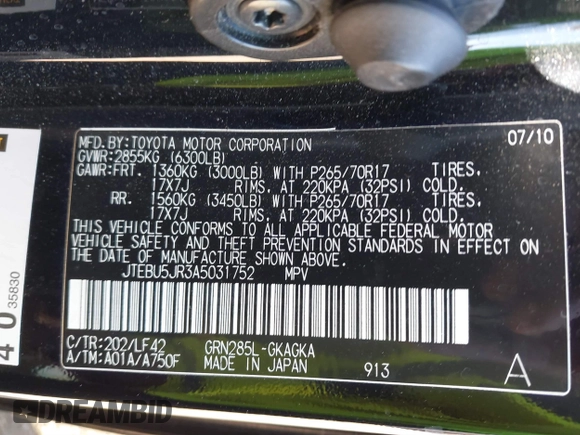 MFD.BY:TOYOTA MOTOR CORPORATION 07/10
GVWR:2855KG (6300LB)
GAWR:FRT. 1360KG (3000LB) WITH P265/70R17 TIRES.
17X7J RIMS. AT 220KPA (32PSI) COLD.
RR. 1560KG (3450LB) WITH P265/70R17 TIRES.
17X7J RIMS. AT 220KPA (32PSI) COLD.
THIS VEHICLE CONFORMS TO ALL APPLICABLE FEDERAL MOTOR
VEHICLE SAFETY AND THEFT PREVENTION STANDARDS IN EFFECT ON
THE DATE OF MANUFACTURE SHOWN ABOVE.
JTEBU5JR3A5031752 MPV
C/TR:202/LF42 GRN285L-GKAGKA
A/TM:A01A/A750F MADE IN JAPAN 913 A
35830
DREAMBID